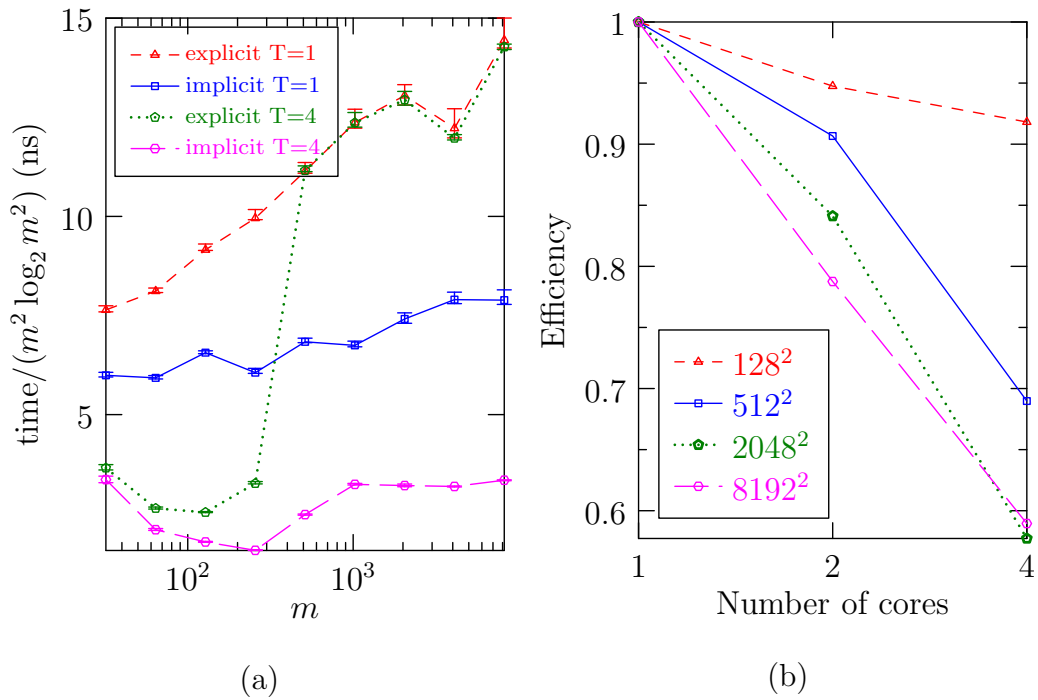 time/(m² log₂ m²) (ns)
15
10
5
explicit T=1
implicit T=1
explicit T=4
implicit T=4
10²
10³
m
(a)
Efficiency
1
0.9
0.8
0.7
0.6
128²
512²
2048²
8192²
1
2
4
Number of cores
(b)